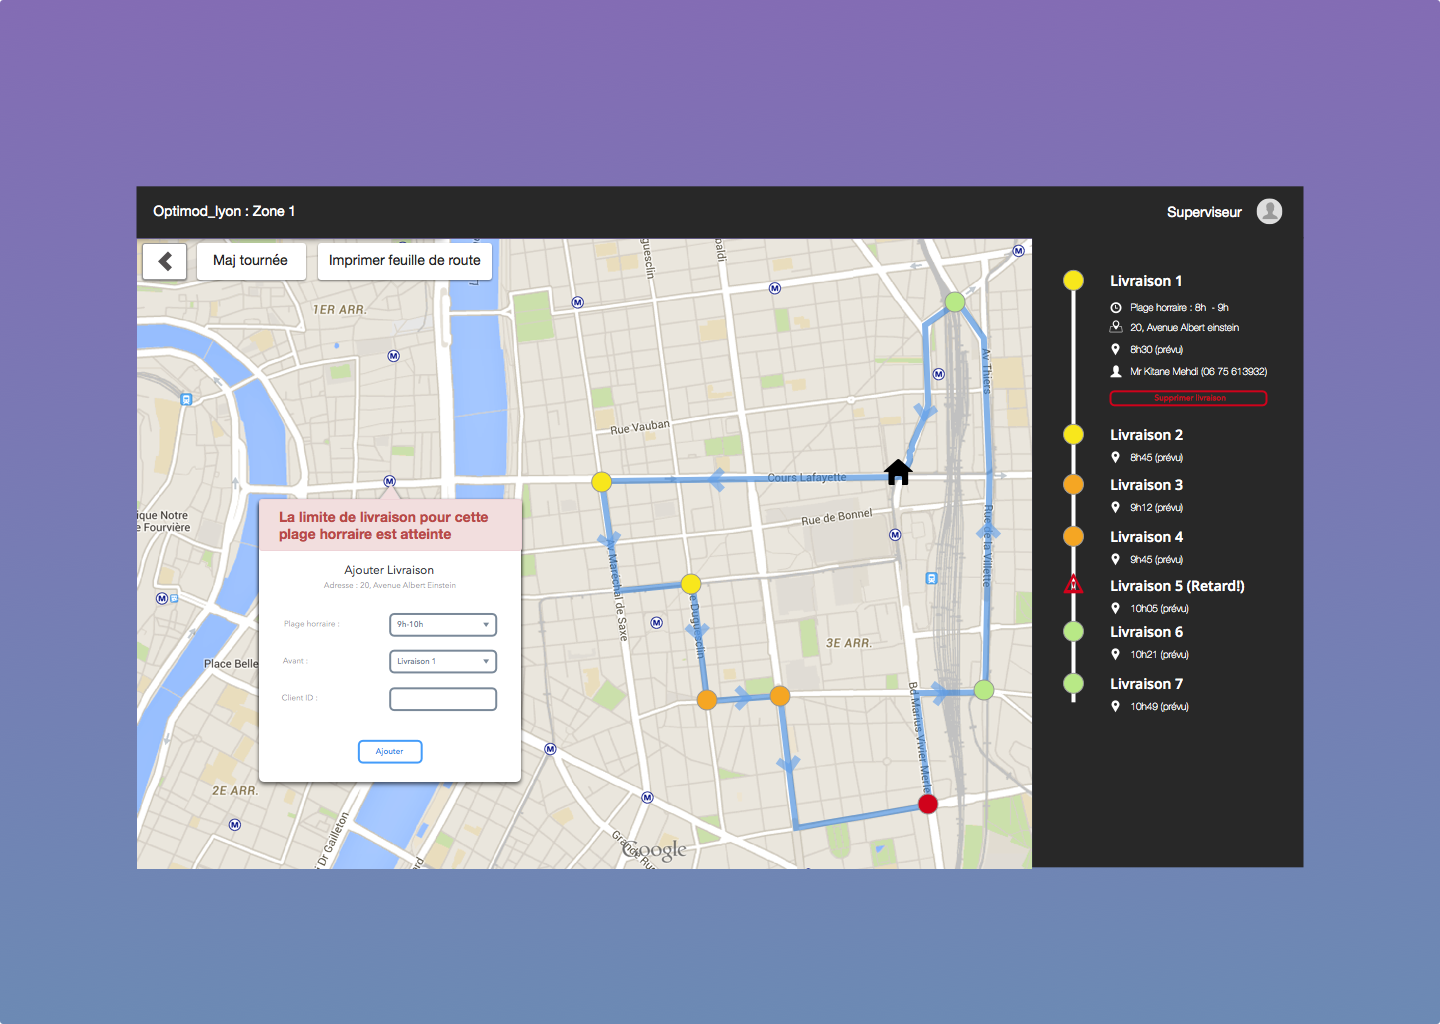 Optimod_lyon : Zone 1
Superviseur
Maj tournée
Imprimer feuille de route
1ER ARR.
Rue Vauban
Cours Lafayette
Rue de Bonnel
Av Thiers
Rue de la Villette
Av Maréchal de Saxe
e Duguesclin
guesclin
paldi
3E ARR.
Bd Marius Vivier Merle
ique Notre
e Fourvière
Place Belle
2E ARR.
i Dr Gailleton
Grande Rue
Google
M
M
M
M
M
M
M
M
M
M
M
M
La limite de livraison pour cette
plage horraire est atteinte
Ajouter Livraison
Adresse : 20, Avenue Albert Einstein
Plage horraire :
9h-10h
Avant :
Livraison 1
Client ID :
Ajouter
Livraison 1
Plage horraire : 8h - 9h
20, Avenue Albert einstein
8h30 (prévu)
Mr Kitane Mehdi (06 75 613932)
Supprimer livraison
Livraison 2
8h45 (prévu)
Livraison 3
9h12 (prévu)
Livraison 4
9h45 (prévu)
Livraison 5 (Retard!)
10h05 (prévu)
Livraison 6
10h21 (prévu)
Livraison 7
10h49 (prévu)